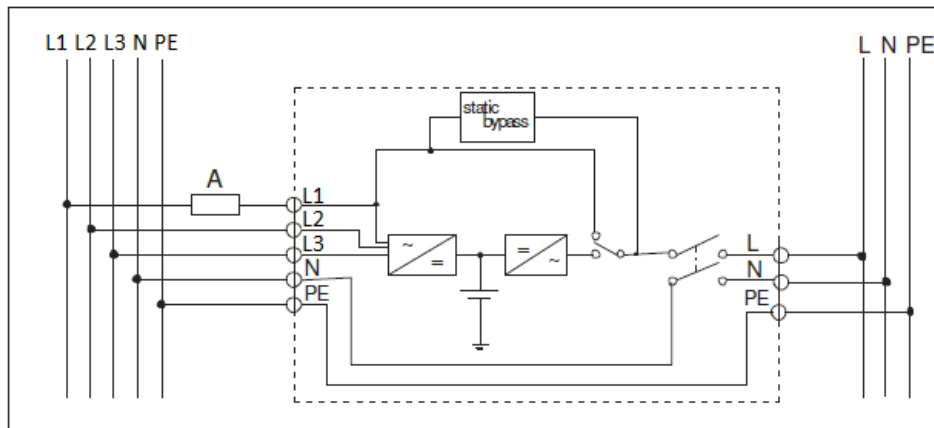 L1 L2 L3 N PE
L N PE
static
bypass
A
L1
L2
L3
N
PE
~
=
=
~
L
N
PE